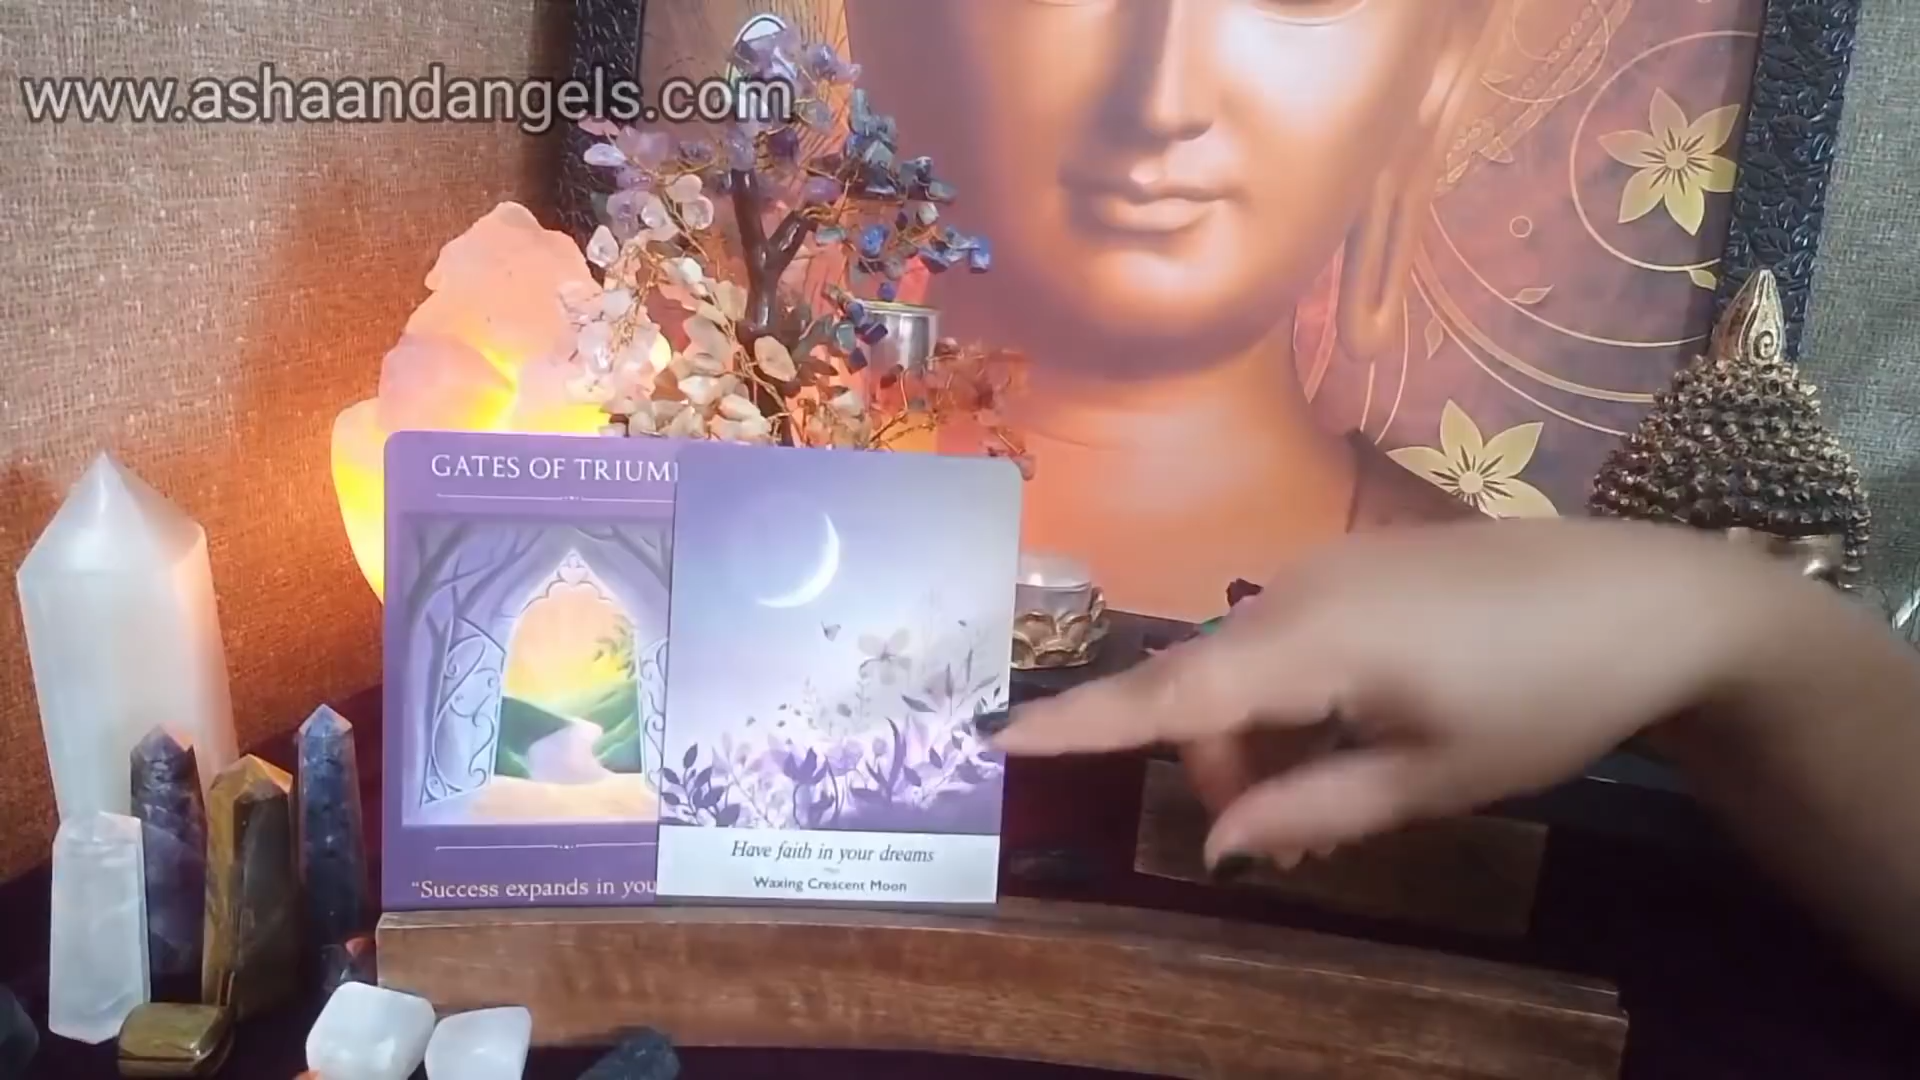 www.ashaandangels.com
GATES OF TRIUM
"Success expands in you
Have faith in your dreams
Waxing Crescent Moon